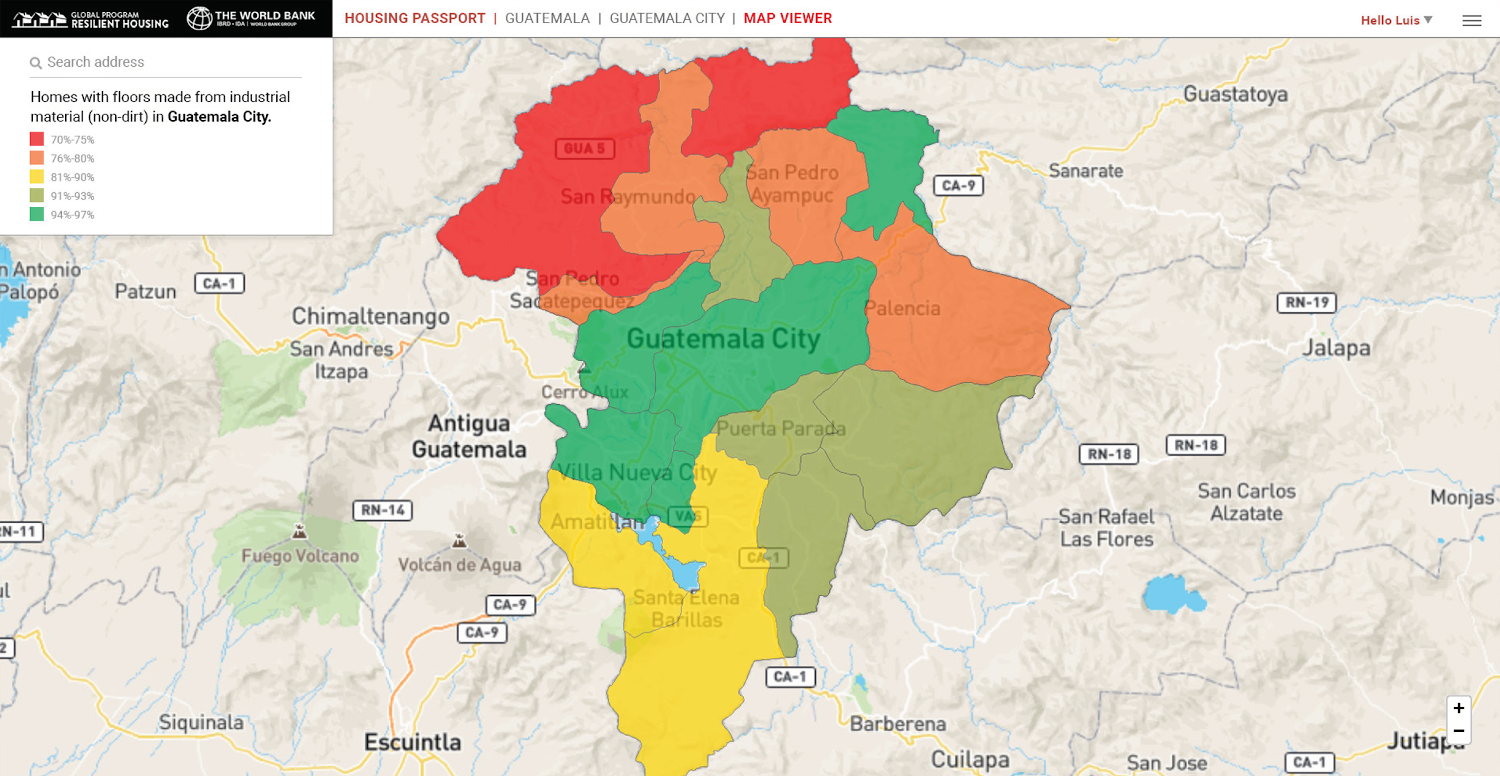 GLOBAL PROGRAM
RESILIENT HOUSING
THE WORLD BANK
IBRD • IDA | WORLD BANK GROUP
HOUSING PASSPORT | GUATEMALA | GUATEMALA CITY | MAP VIEWER
Hello Luis
Search address
Homes with floors made from industrial
material (non-dirt) in Guatemala City.
70%-75%
76%-80%
81%-90%
91%-93%
94%-97%
Guastatoya
GUA 5
San Pedro
Ayampuc
Sanarate
CA-9
San Raymundo
n Antonio
Palopó
Patzun
CA-1
San Pedro
Sacatepequez
RN-19
Chimaltenango
Palencia
Guatemala City
San Andres
Itzapa
Jalapa
Cerro Alux
Antigua
Guatemala
Puerta Parada
RN-18
RN-18
Villa Nueva City
San Carlos
Alzatate
Monjas
RN-14
Amatitlan
VAS
San Rafael
Las Flores
RN-11
Fuego Volcano
Volcán de Agua
CA-1
ul
CA-9
Santa Elena
Barillas
CA-9
2
CA-1
Siquinala
Barberena
Escuintla
Cuilapa
San Jose
CA-1
Jutiapa
+
−